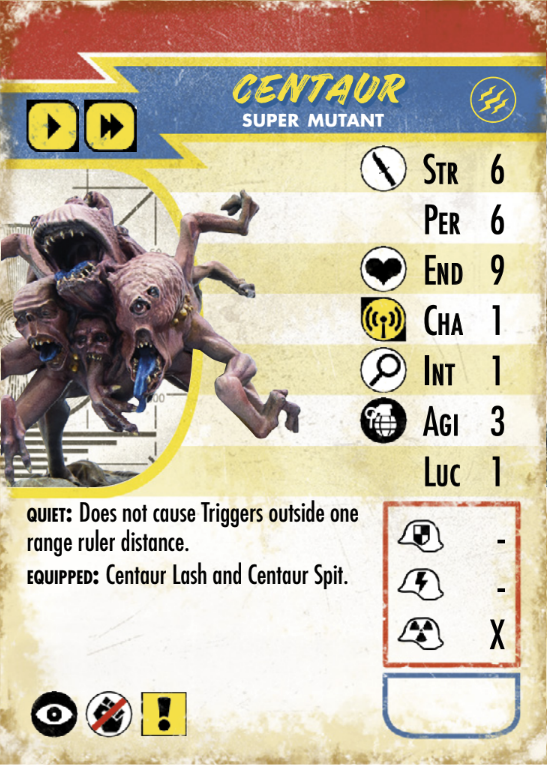 CENTAUR
SUPER MUTANT
STR 6
PER 6
END 9
CHA 1
INT 1
AGI 3
LUC 1
QUIET: Does not cause Triggers outside one
range ruler distance.
EQUIPPED: Centaur Lash and Centaur Spit.
-
-
X
!